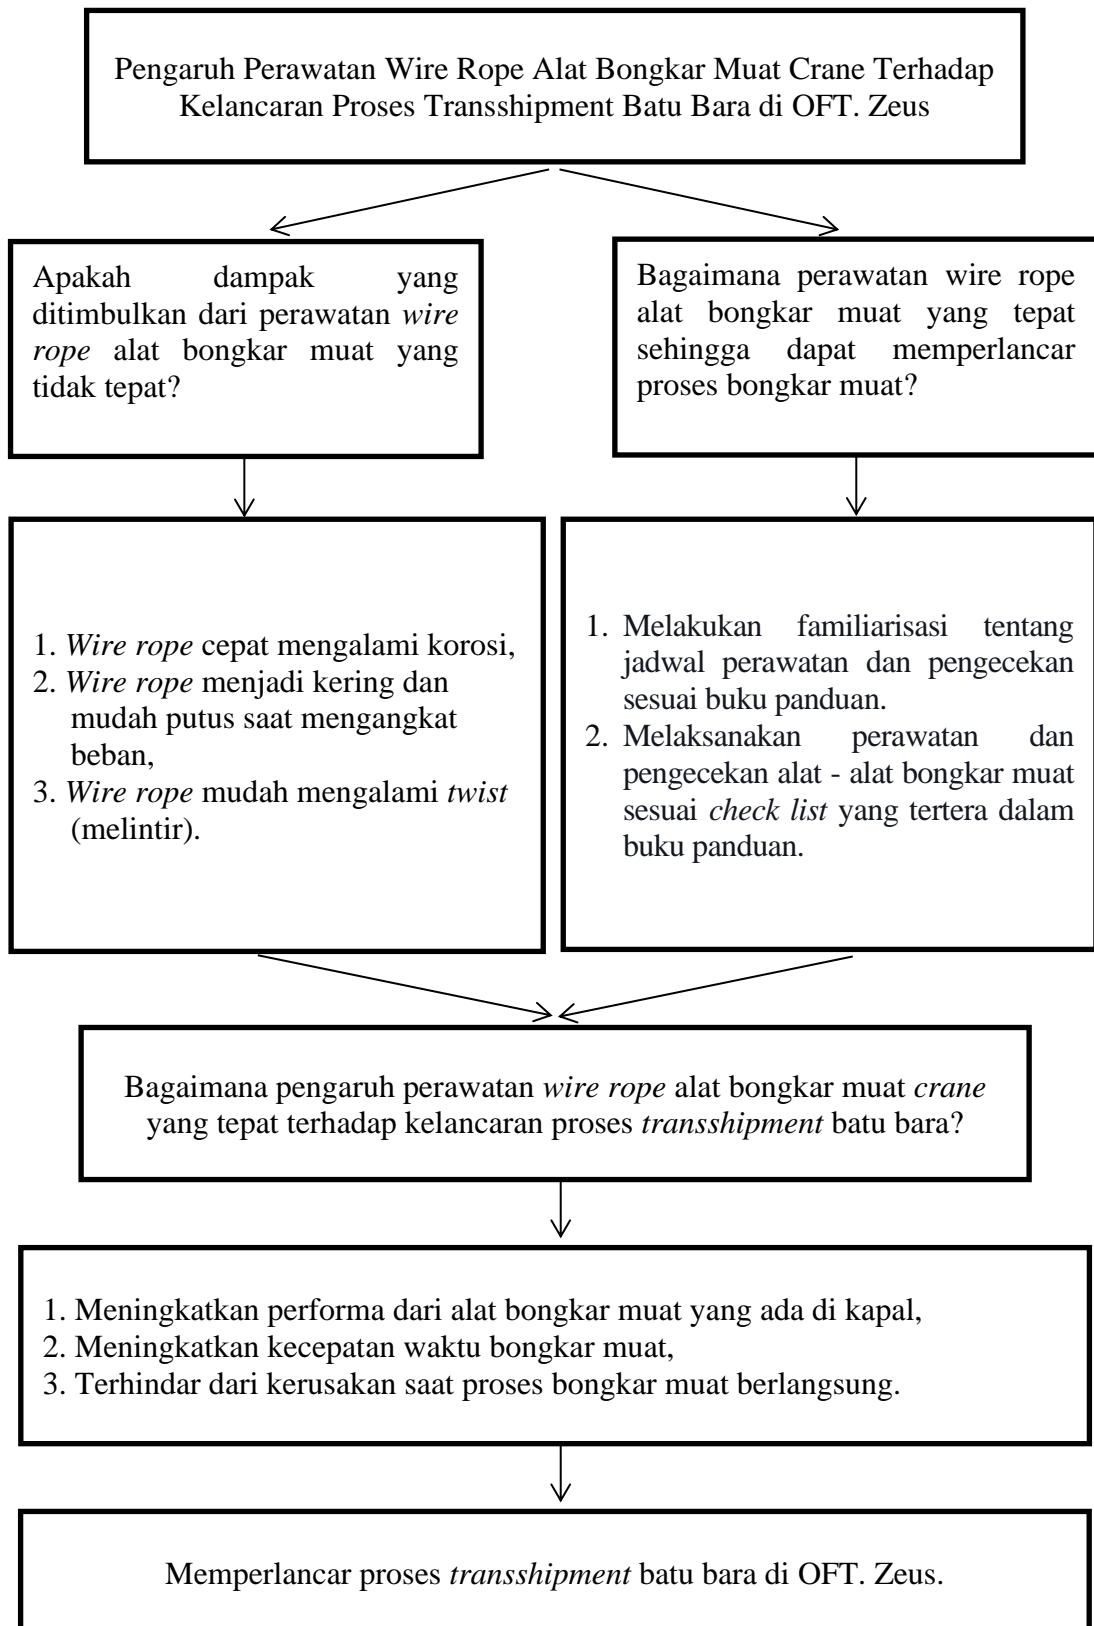 Pengaruh Perawatan Wire Rope Alat Bongkar Muat Crane Terhadap
Kelancaran Proses Transshipment Batu Bara di OFT. Zeus
Apakah dampak yang
ditimbulkan dari perawatan wire
rope alat bongkar muat yang
tidak tepat?
Bagaimana perawatan wire rope
alat bongkar muat yang tepat
sehingga dapat memperlancar
proses bongkar muat?
1. Wire rope cepat mengalami korosi,
2. Wire rope menjadi kering dan
mudah putus saat mengangkat
beban,
3. Wire rope mudah mengalami twist
(melintir).
1. Melakukan familiarisasi tentang
jadwal perawatan dan pengecekan
sesuai buku panduan.
2. Melaksanakan perawatan dan
pengecekan alat - alat bongkar muat
sesuai check list yang tertera dalam
buku panduan.
Bagaimana pengaruh perawatan wire rope alat bongkar muat crane
yang tepat terhadap kelancaran proses transshipment batu bara?
1. Meningkatkan performa dari alat bongkar muat yang ada di kapal,
2. Meningkatkan kecepatan waktu bongkar muat,
3. Terhindar dari kerusakan saat proses bongkar muat berlangsung.
Memperlancar proses transshipment batu bara di OFT. Zeus.